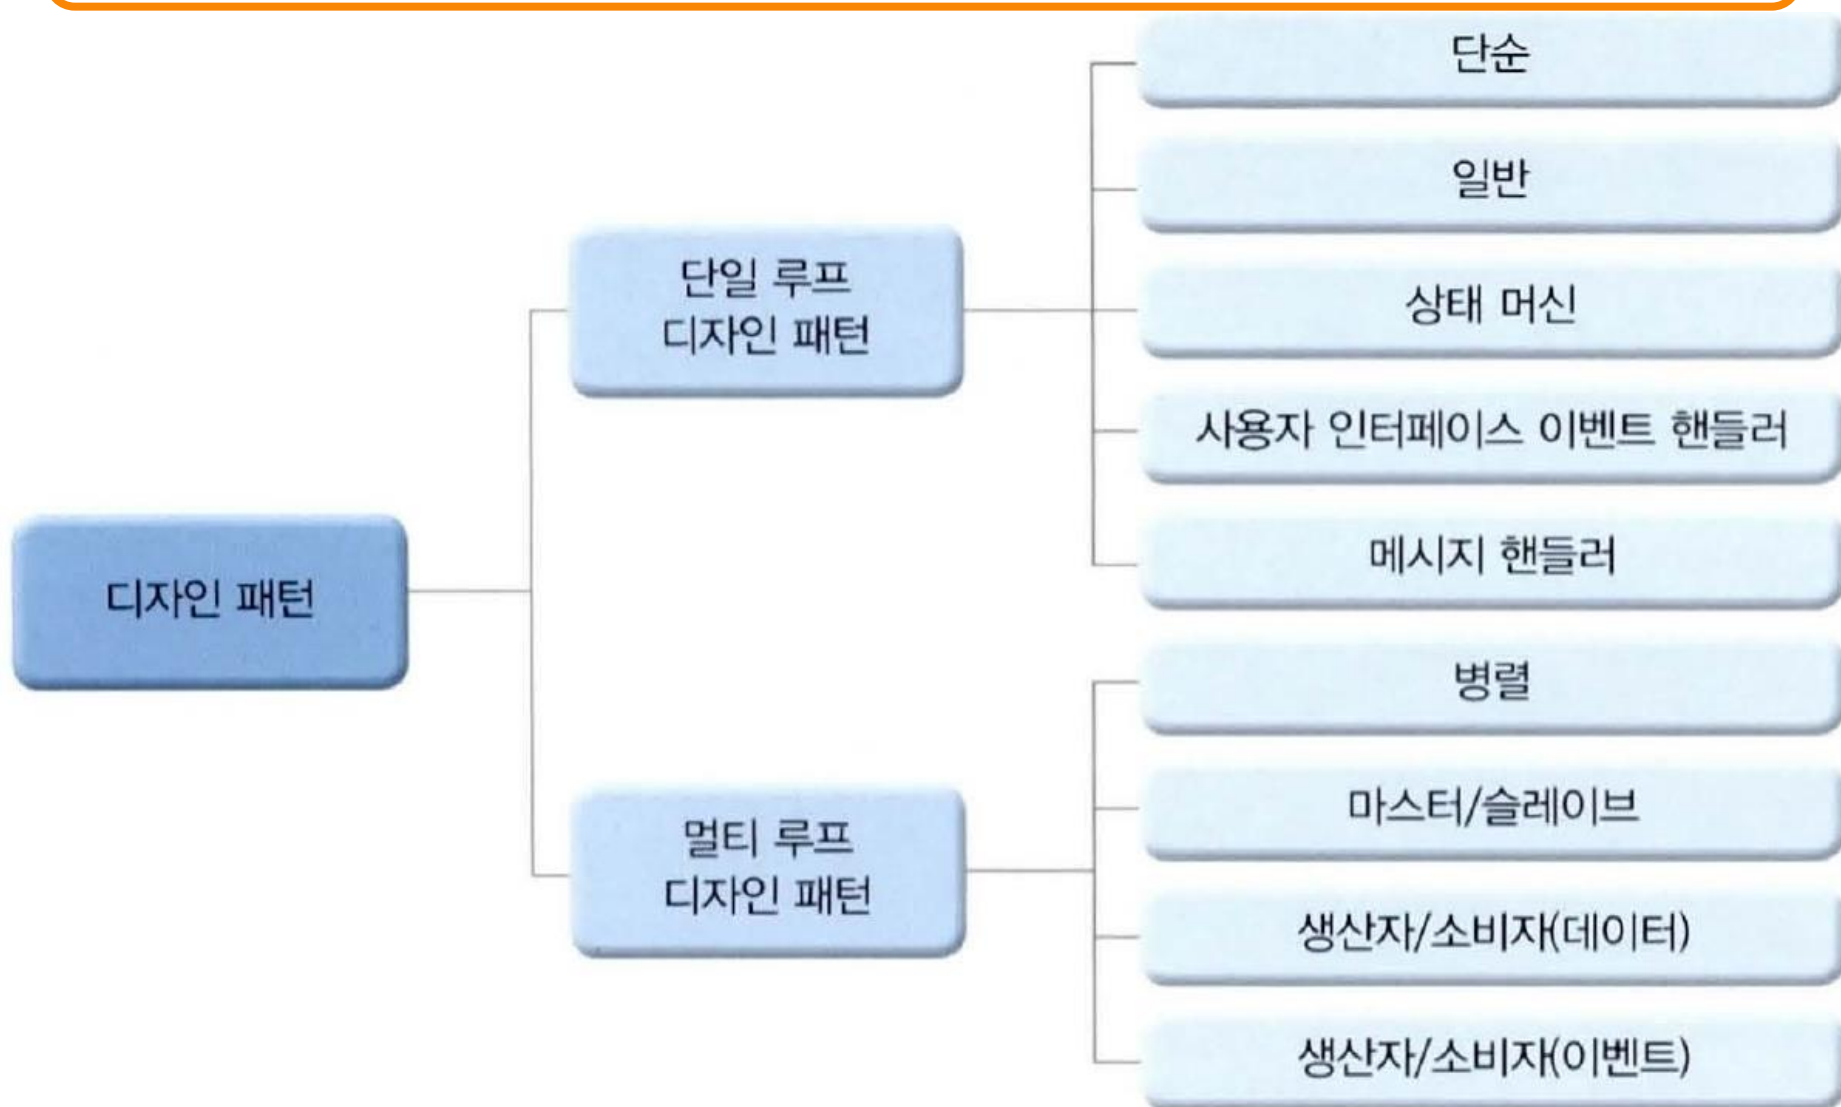 단순
일반
단일 루프
디자인 패턴
상태 머신
사용자 인터페이스 이벤트 핸들러
메시지 핸들러
디자인 패턴
병렬
마스터/슬레이브
멀티 루프
디자인 패턴
생산자/소비자(데이터)
생산자/소비자(이벤트)